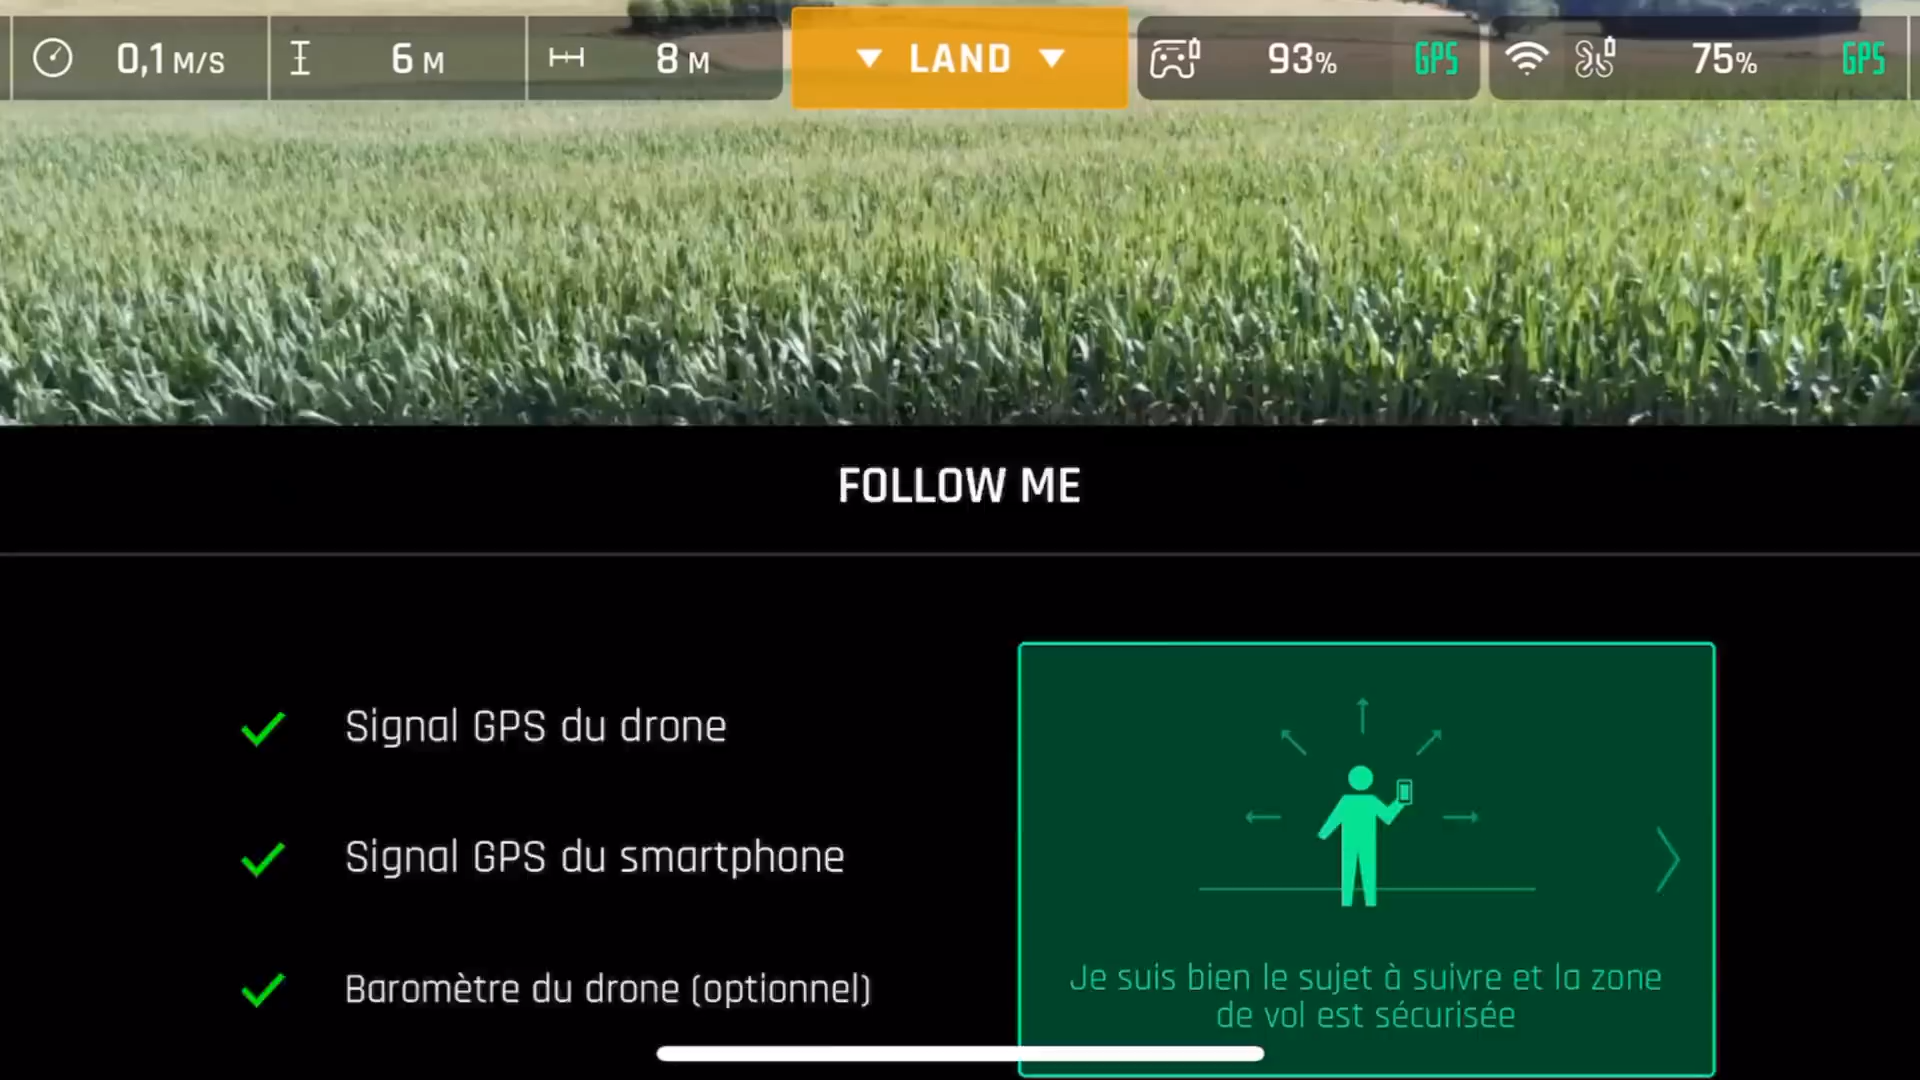 0,1 M/S
6 M
8 M
LAND
93%
GPS
75%
GPS
FOLLOW ME
Signal GPS du drone
Signal GPS du smartphone
Baromètre du drone (optionnel)
Je suis bien le sujet à suivre et la zone
de vol est sécurisée